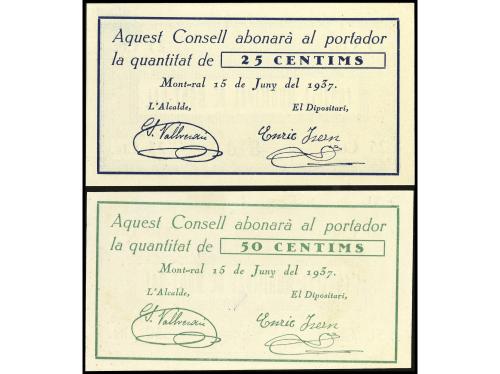 Aquest Consell abonarà al portador
la quantitat de 25 CENTIMS
Mont-ral 15 de Juny del 1937.
L'Alcalde, El Dipositari,
Enric Isern
Aquest Consell abonarà al portador
la quantitat de 50 CENTIMS
Mont-ral 15 de Juny del 1937.
L'Alcalde, El Dipositari,
Enric Isern